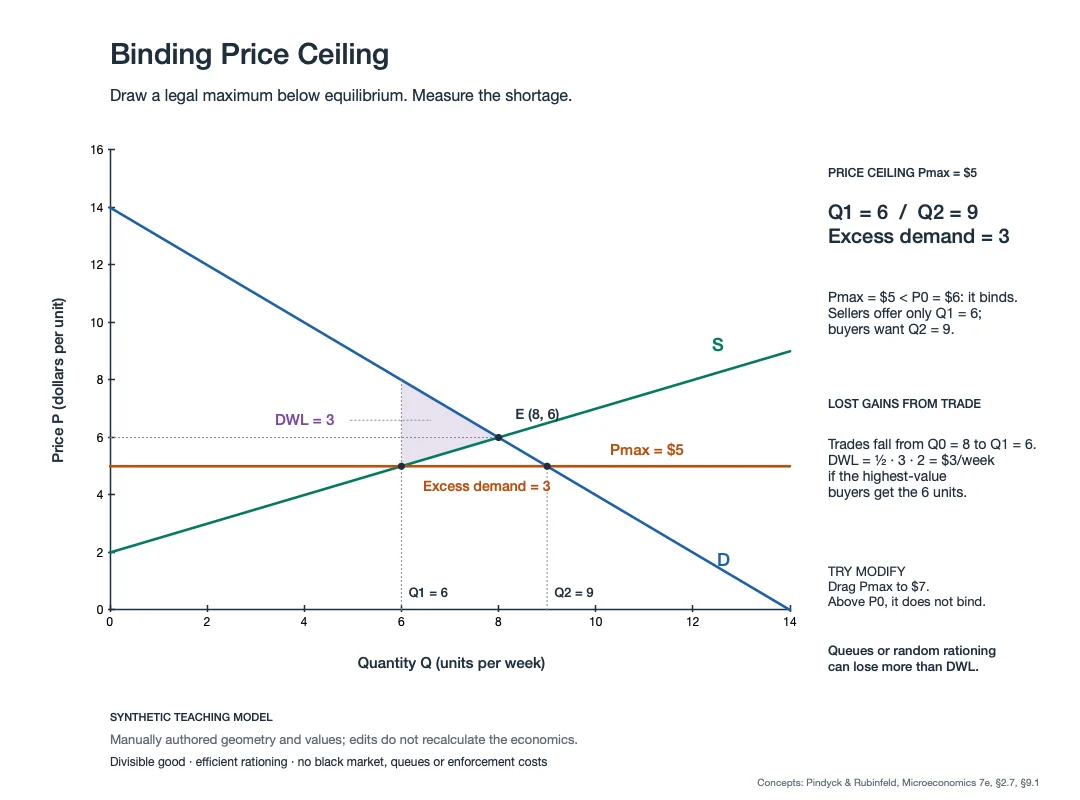 Binding Price Ceiling
Draw a legal maximum below equilibrium. Measure the shortage.
16
14
12
10
8
6
4
2
0
Price P (dollars per unit)
S
E (8, 6)
DWL = 3
Pmax = $5
Excess demand = 3
D
Q1 = 6
Q2 = 9
0
2
4
6
8
10
12
14
Quantity Q (units per week)
PRICE CEILING Pmax = $5
Q1 = 6 / Q2 = 9
Excess demand = 3
Pmax = $5 < P0 = $6: it binds.
Sellers offer only Q1 = 6;
buyers want Q2 = 9.
LOST GAINS FROM TRADE
Trades fall from Q0 = 8 to Q1 = 6.
DWL = ½ · 3 · 2 = $3/week
if the highest-value
buyers get the 6 units.
TRY MODIFY
Drag Pmax to $7.
Above P0, it does not bind.
Queues or random rationing
can lose more than DWL.
SYNTHETIC TEACHING MODEL
Manually authored geometry and values; edits do not recalculate the economics.
Divisible good · efficient rationing · no black market, queues or enforcement costs
Concepts: Pindyck & Rubinfeld, Microeconomics 7e, §2.7, §9.1